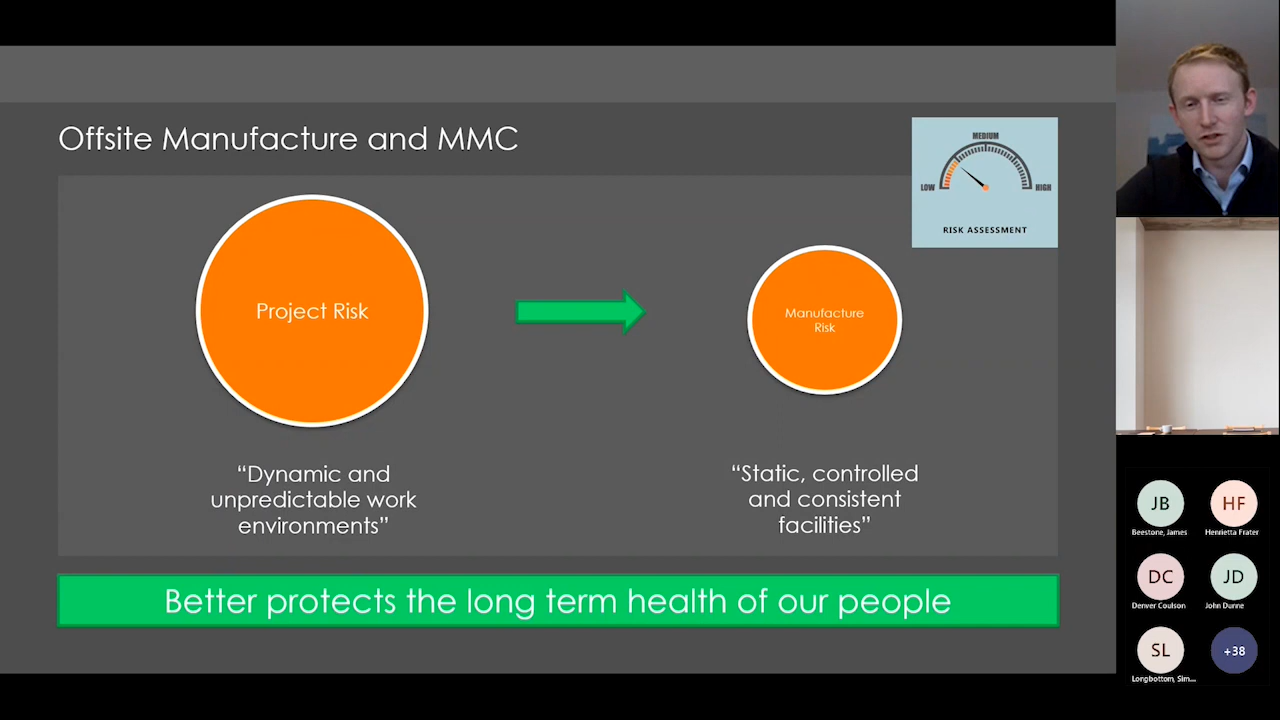 Offsite Manufacture and MMC
MEDIUM
LOW
HIGH
RISK ASSESSMENT
Project Risk
Manufacture
Risk
“Dynamic and
unpredictable work
environments”
“Static, controlled
and consistent
facilities”
Better protects the long term health of our people
JB
HF
Beestone, James
Henrietta Frater
DC
JD
Denver Coulson
John Dunne
SL
+38
Longbottom, Sim...